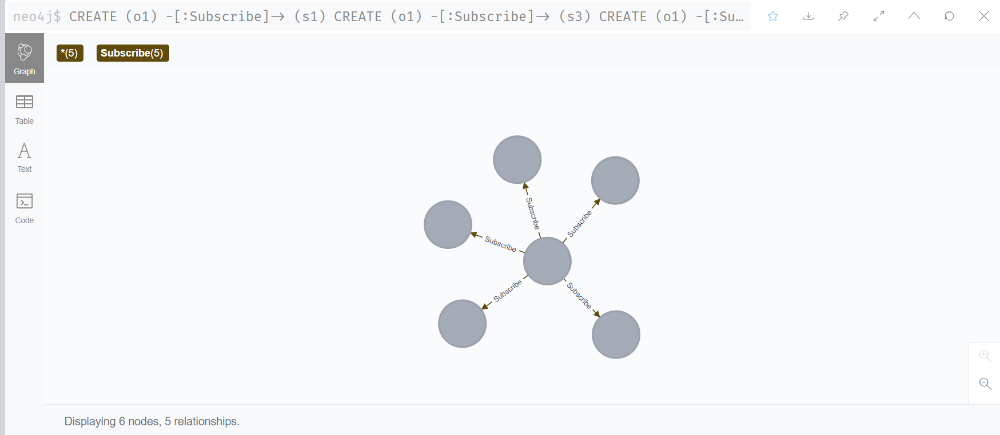 neo4j$ CREATE (o1) -[:Subscribe]-> (s1) CREATE (o1) -[:Subscribe]-> (s3) CREATE (o1) -[:Su…
*(5) Subscribe(5)
Graph
Table
Text
Code
Subscribe
Subscribe
Subscribe
Subscribe
Subscribe
Displaying 6 nodes, 5 relationships.